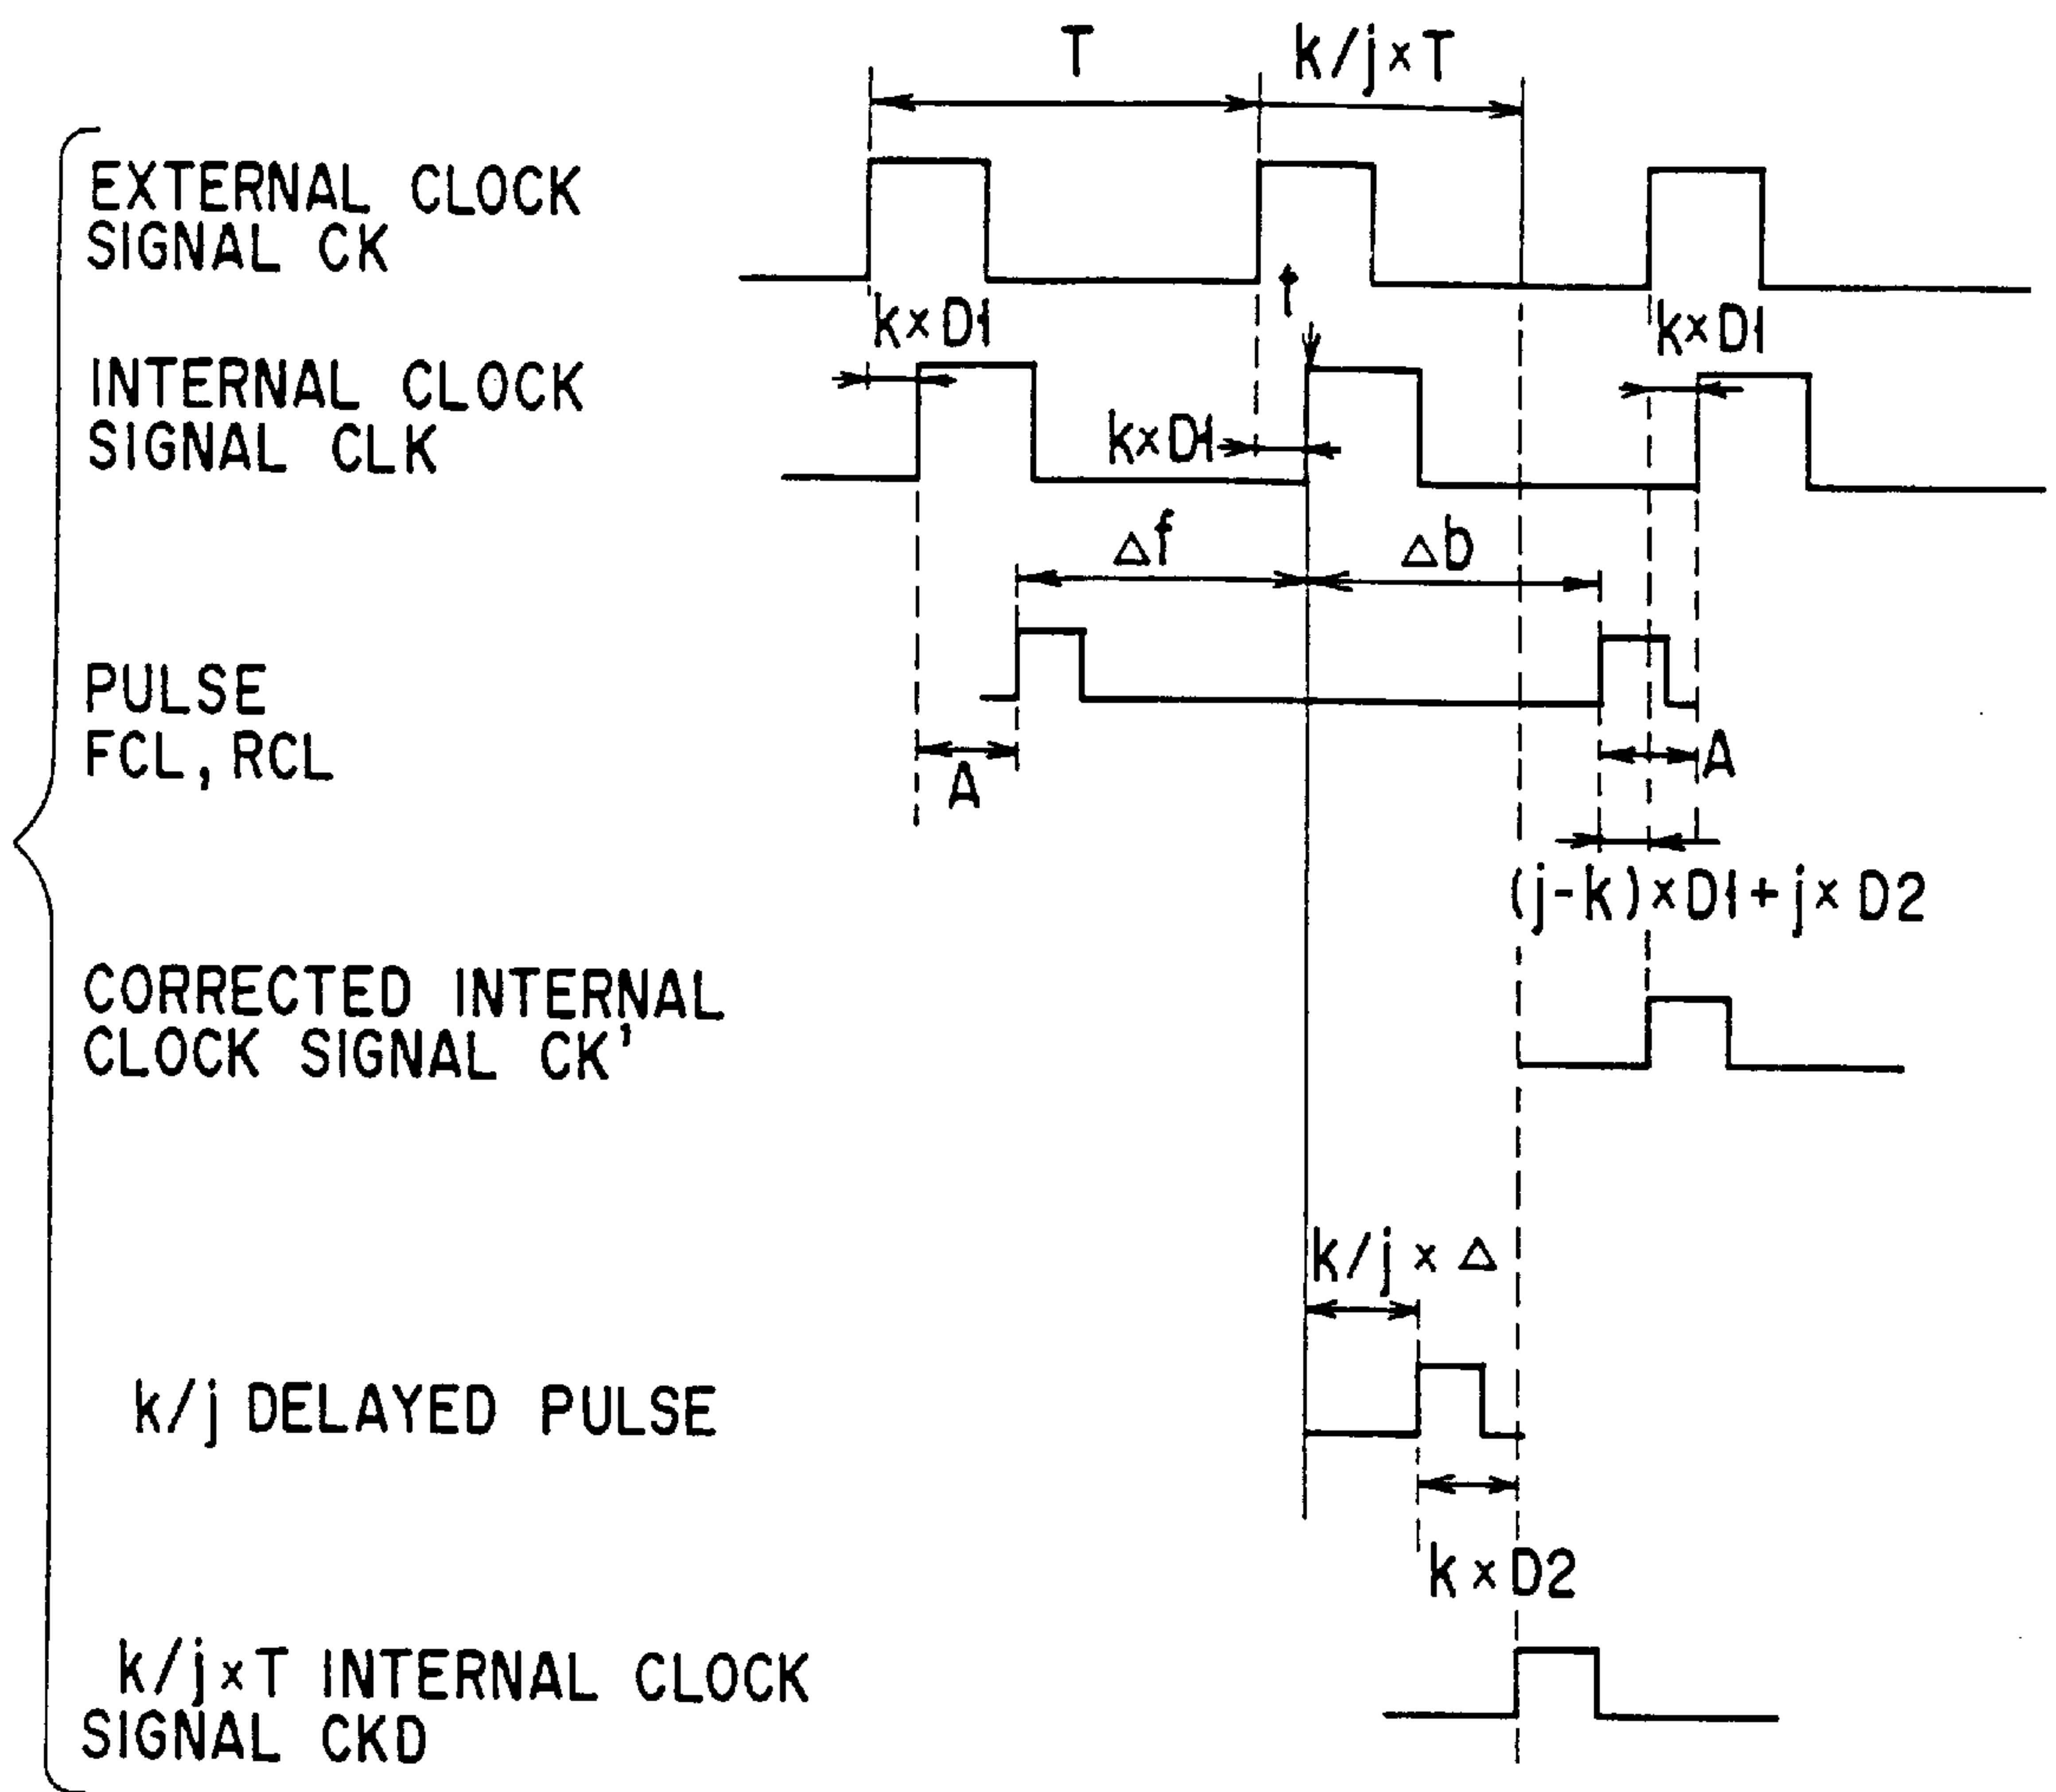 T
k/j×T
EXTERNAL CLOCK
SIGNAL CK
t
k×D1
k×D1
INTERNAL CLOCK
SIGNAL CLK
k×D1
Δf
Δb
PULSE
FCL, RCL
A
A
(j-k)×D1+j×D2
CORRECTED INTERNAL
CLOCK SIGNAL CK'
k/j × Δ
k/j DELAYED PULSE
k×D2
k/j×T INTERNAL CLOCK
SIGNAL CKD